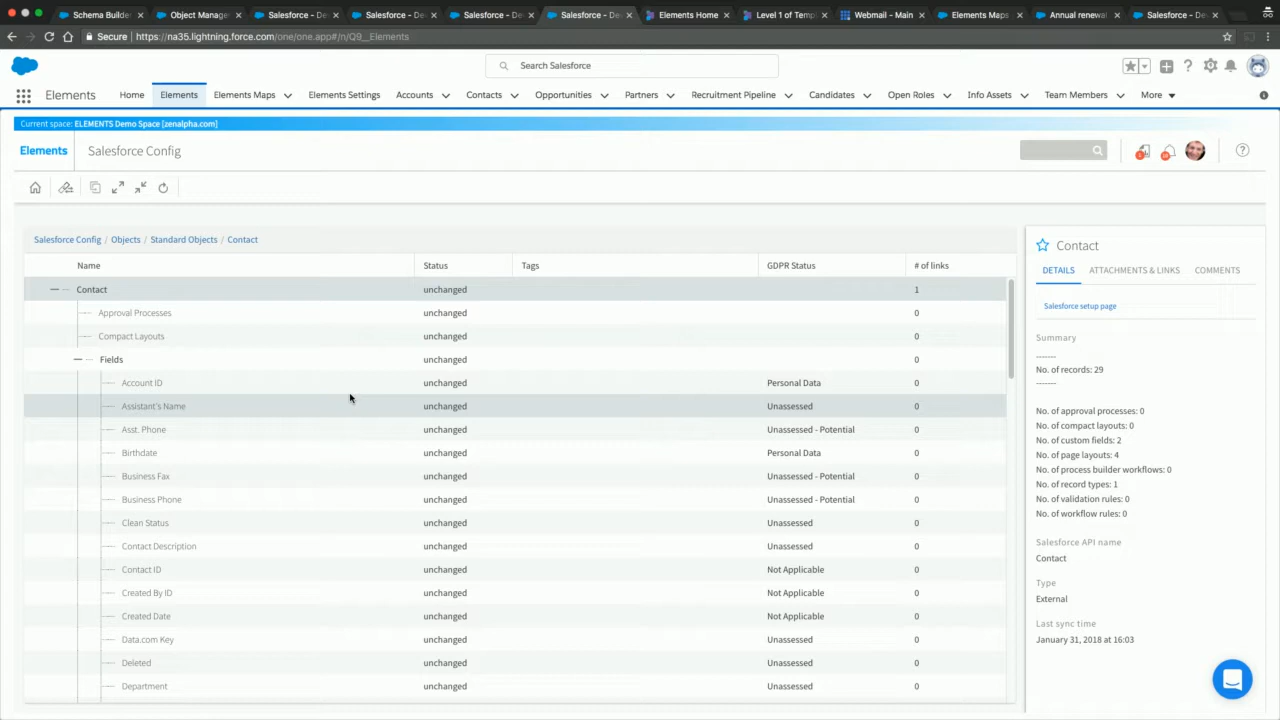 Schema Builde
Object Manage
Salesforce - De
Salesforce - De
Salesforce - De
Salesforce - De
Elements Home
Level 1 of Temp
Webmail - Main
Elements Maps
Annual renewa
Salesforce - De
Secure https://na35.lightning.force.com/one/one.app#/n/Q9__Elements
Search Salesforce
Elements Home Elements Elements Maps Elements Settings Accounts Contacts Opportunities Partners Recruitment Pipeline Candidates Open Roles Info Assets Team Members More
Current space: ELEMENTS Demo Space [zenalpha.com]
Elements Salesforce Config
Salesforce Config / Objects / Standard Objects / Contact
Name Status Tags GDPR Status # of links
Contact unchanged 1
Approval Processes unchanged 0
Compact Layouts unchanged 0
Fields unchanged 0
Account ID unchanged Personal Data 0
Assistant's Name unchanged Unassessed 0
Asst. Phone unchanged Unassessed - Potential 0
Birthdate unchanged Personal Data 0
Business Fax unchanged Unassessed - Potential 0
Business Phone unchanged Unassessed - Potential 0
Clean Status unchanged Unassessed 0
Contact Description unchanged Unassessed 0
Contact ID unchanged Not Applicable 0
Created By ID unchanged Not Applicable 0
Created Date unchanged Not Applicable 0
Data.com Key unchanged Unassessed 0
Deleted unchanged Unassessed 0
Department unchanged Unassessed 0
Contact
DETAILS ATTACHMENTS & LINKS COMMENTS
Salesforce setup page
Summary
-------
No. of records: 29
-------
No. of approval processes: 0
No. of compact layouts: 0
No. of custom fields: 2
No. of page layouts: 4
No. of process builder workflows: 0
No. of record types: 1
No. of validation rules: 0
No. of workflow rules: 0
Salesforce API name
Contact
Type
External
Last sync time
January 31, 2018 at 16:03